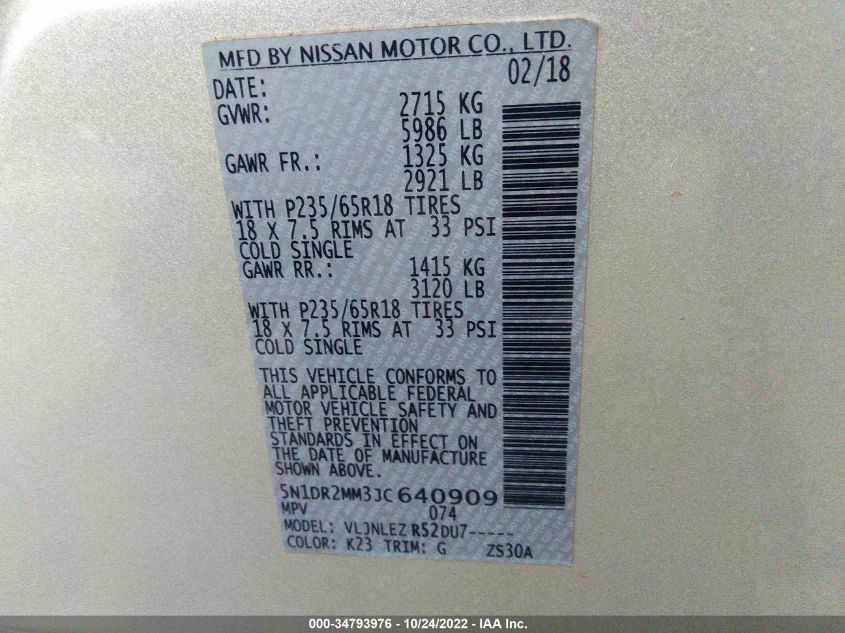 MFD BY NISSAN MOTOR CO., LTD.
DATE: 02/18
GVWR: 2715 KG
5986 LB
GAWR FR.: 1325 KG
2921 LB
WITH P235/65R18 TIRES
18 X 7.5 RIMS AT 33 PSI
COLD SINGLE
GAWR RR.: 1415 KG
3120 LB
WITH P235/65R18 TIRES
18 X 7.5 RIMS AT 33 PSI
COLD SINGLE
THIS VEHICLE CONFORMS TO
ALL APPLICABLE FEDERAL
MOTOR VEHICLE SAFETY AND
THEFT PREVENTION
STANDARDS IN EFFECT ON
THE DATE OF MANUFACTURE
SHOWN ABOVE.
5N1DR2MM3JC640909
MPV 074
MODEL: VLJNLEZ R52DU7-----
COLOR: K23 TRIM: G ZS30A
000-34793976 - 10/24/2022 - IAA Inc.